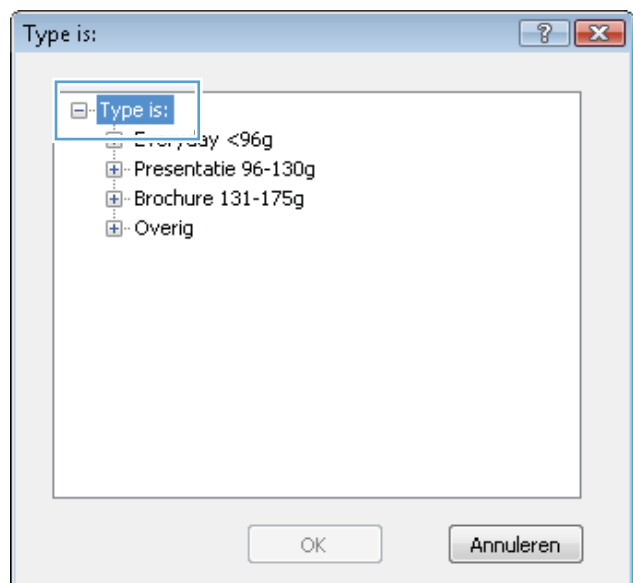 Type is:
Type is:
Everyday <96g
Presentatie 96-130g
Brochure 131-175g
Overig
OK
Annuleren